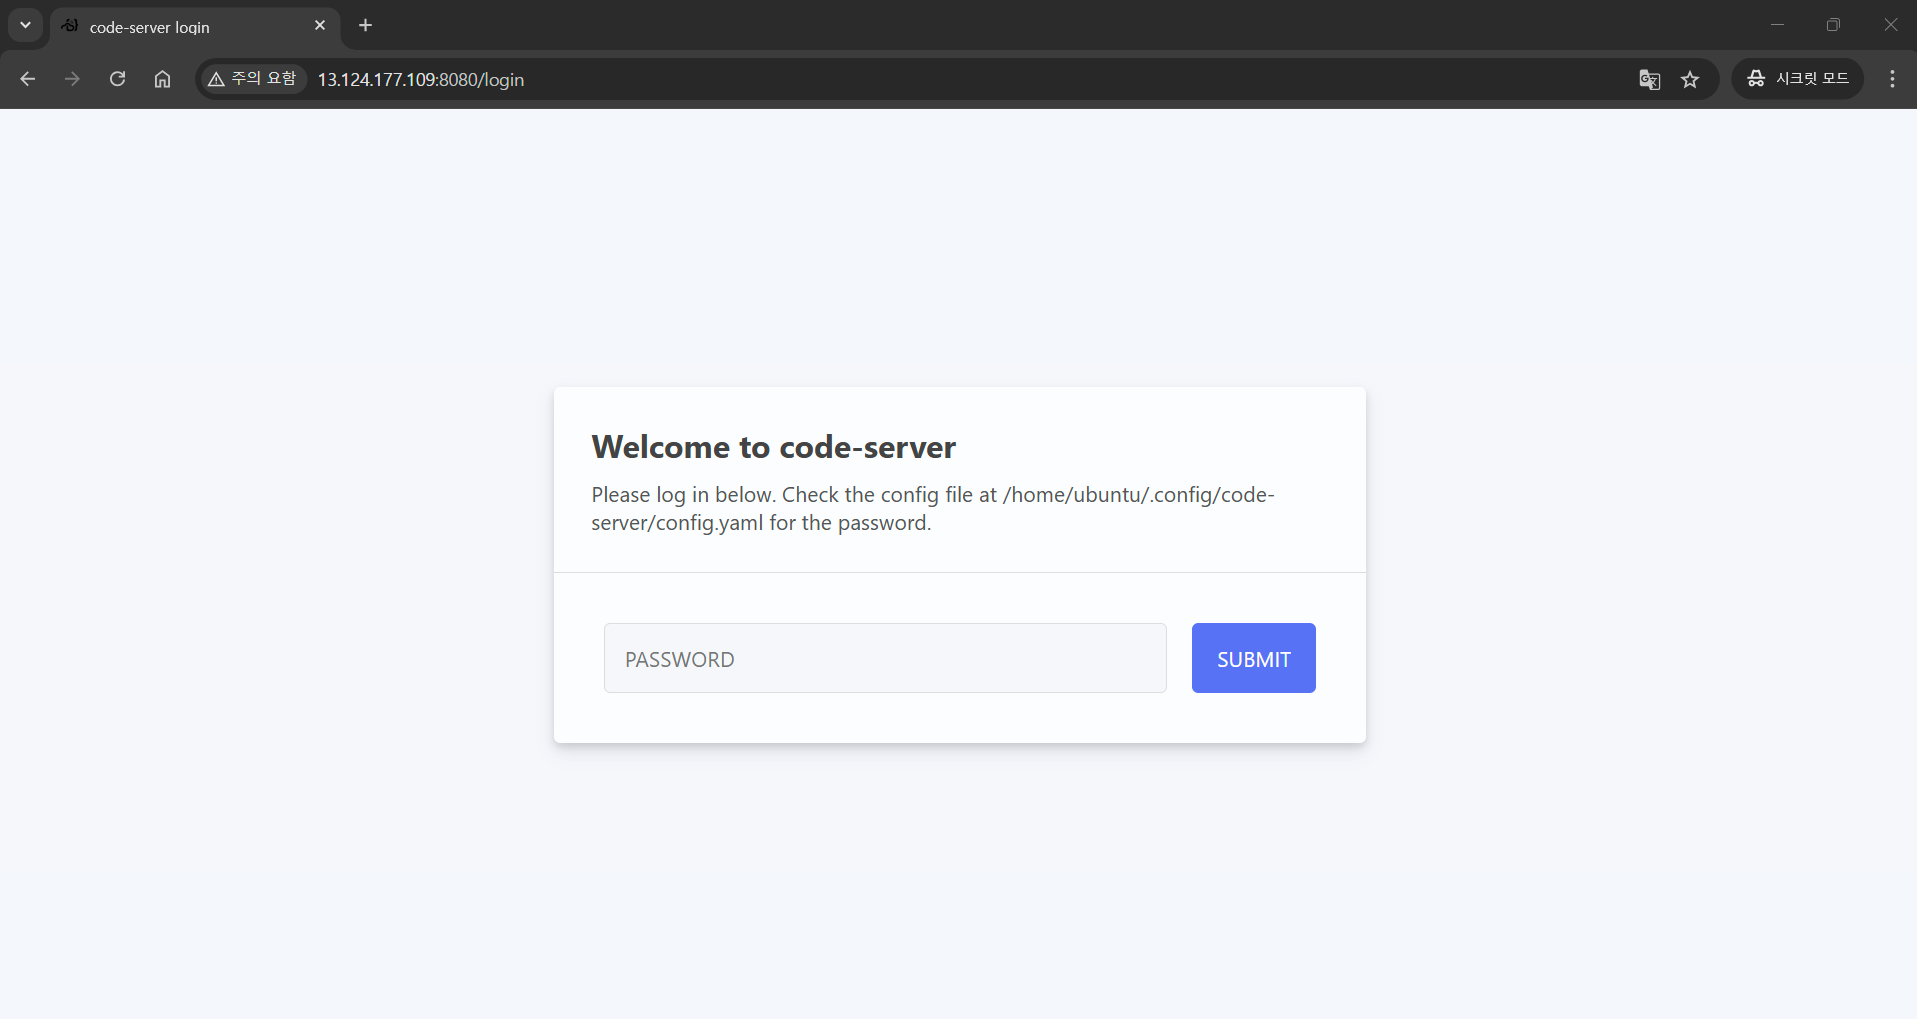 code-server login
주의 요함
13.124.177.109:8080/login
시크릿 모드
Welcome to code-server
Please log in below. Check the config file at /home/ubuntu/.config/code-
server/config.yaml for the password.
PASSWORD
SUBMIT